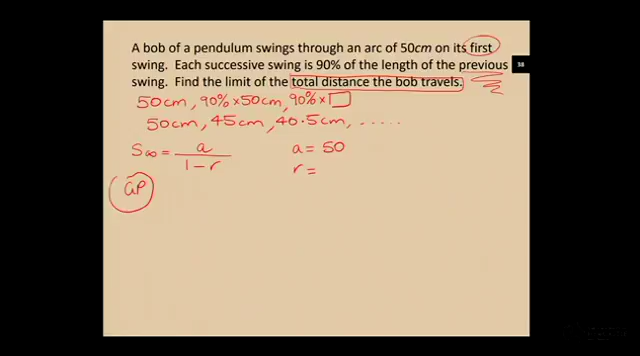 A bob of a pendulum swings through an arc of 50cm on its first
swing. Each successive swing is 90% of the length of the previous
swing. Find the limit of the total distance the bob travels.
38
50cm, 90% × 50cm, 90% × □
50cm, 45cm, 40.5cm, .....
S∞ = a / 1 - r
a = 50
r =
GP